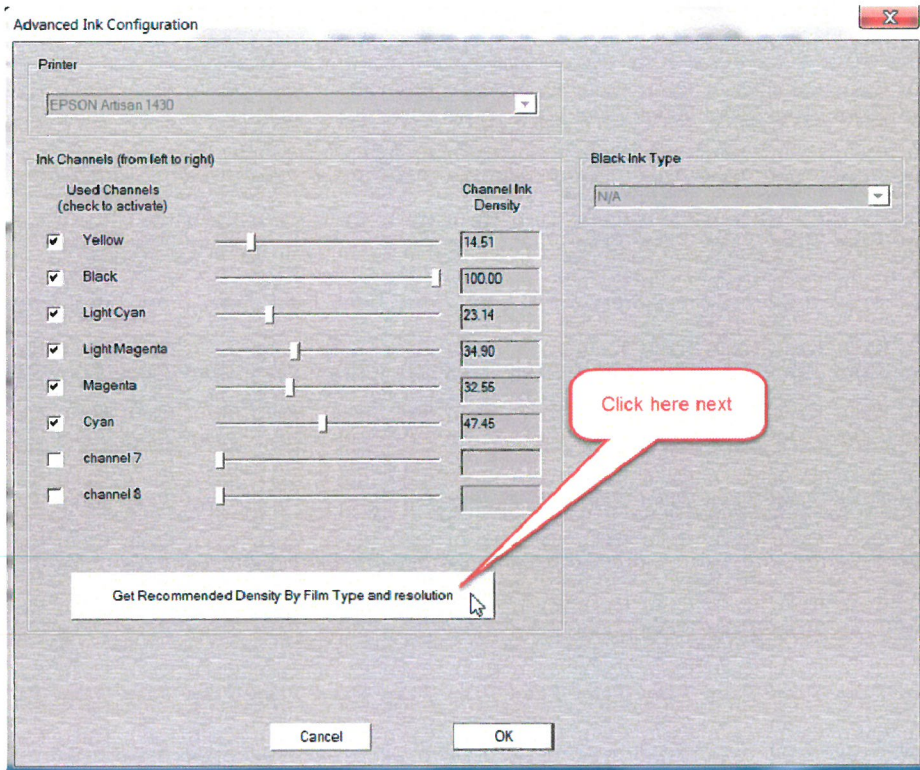 Advanced Ink Configuration
X
Printer
EPSON Artisan 1430
Ink Channels (from left to right)
Black Ink Type
Used Channels
(check to activate)
Channel Ink
Density
N/A
Yellow
14.51
Black
100.00
Light Cyan
23.14
Light Magenta
34.90
Magenta
32.55
Cyan
47.45
channel 7
channel 8
Click here next
Get Recommended Density By Film Type and resolution
Cancel
OK